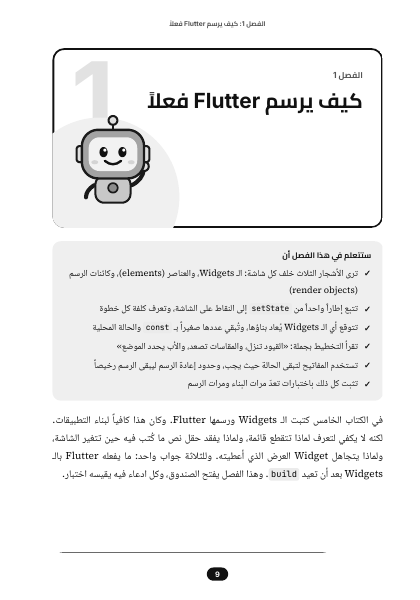 الفصل 1: كيف يرسم Flutter فعلاً
1
الفصل 1
كيف يرسم Flutter فعلاً
ستتعلم في هذا الفصل أن
✔ ترى الأشجار الثلاث خلف كل شاشة: الـ Widgets، والعناصر (elements)، وكائنات الرسم
(render objects)
✔ تتبع إطاراً واحداً من setState إلى النقاط على الشاشة، وتعرف كلفة كل خطوة
✔ تتوقع أي الـ Widgets يُعاد بناؤها، وتُبقي عددها صغيراً بـ const والحالة المحلية
✔ تقرأ التخطيط بجملة: «القيود تنزل، والمقاسات تصعد، والأب يحدد الموضع»
✔ تستخدم المفاتيح لتبقى الحالة حيث يجب، وحدود إعادة الرسم ليبقى الرسم رخيصاً
✔ تثبت كل ذلك باختبارات تعدّ مرات البناء ومرات الرسم
في الكتاب الخامس كتبت الـ Widgets ورسمها Flutter. وكان هذا كافياً لبناء التطبيقات.
لكنه لا يكفي لتعرف لماذا تتقطع قائمة، ولماذا يفقد حقل نص ما كُتب فيه حين تتغير الشاشة،
ولماذا يتجاهل Widget العرض الذي أعطيته. وللثلاثة جواب واحد: ما يفعله Flutter بالـ
Widgets بعد أن تعيد build. وهذا الفصل يفتح الصندوق، وكل ادعاء فيه يقيسه اختبار.
9